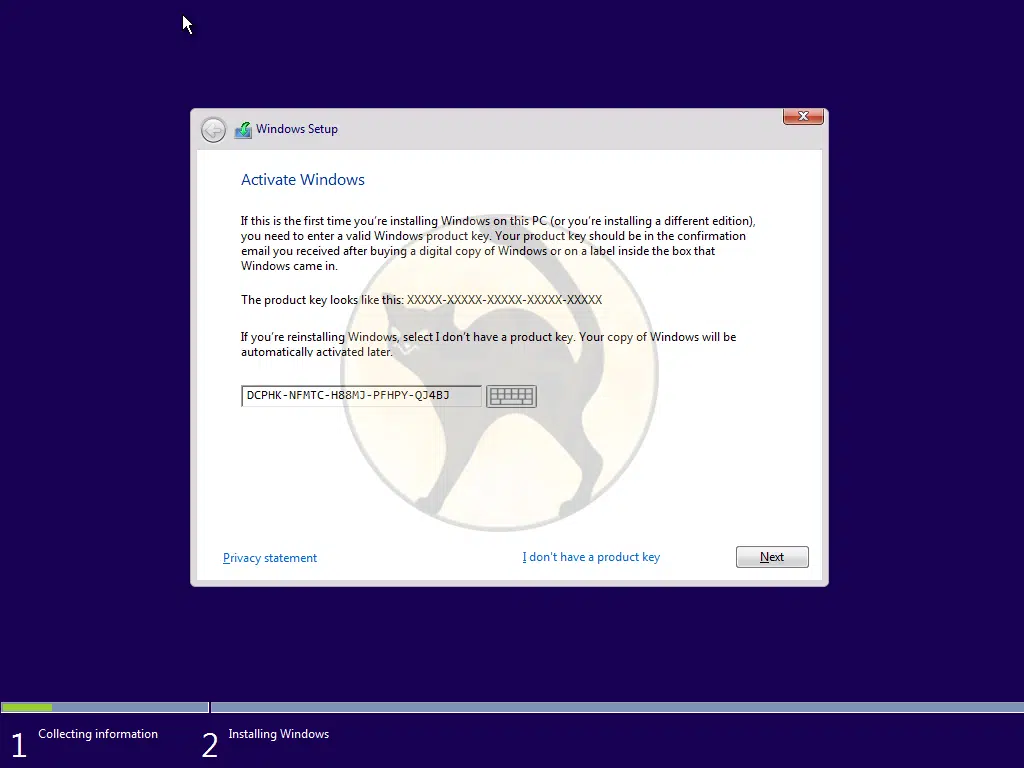 Windows Setup
Activate Windows
If this is the first time you're installing Windows on this PC (or you're installing a different edition),
you need to enter a valid Windows product key. Your product key should be in the confirmation
email you received after buying a digital copy of Windows or on a label inside the box that
Windows came in.
The product key looks like this: XXXXX-XXXXX-XXXXX-XXXXX-XXXXX
If you're reinstalling Windows, select I don't have a product key. Your copy of Windows will be
automatically activated later.
DCPHK-NFMTC-H88MJ-PFHPY-QJ4BJ
Privacy statement
I don't have a product key
Next
1 Collecting information
2 Installing Windows